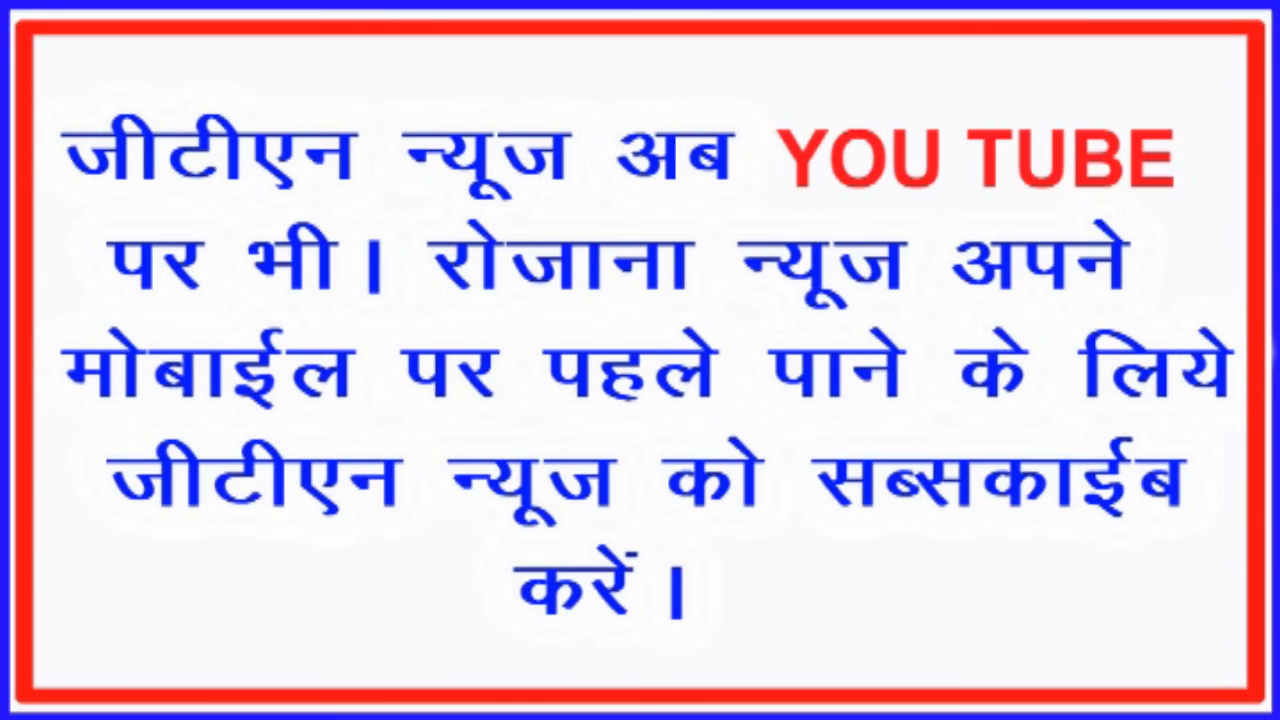 जीटीएन न्यूज अब YOU TUBE
पर भी। रोजाना न्यूज अपने
मोबाईल पर पहले पाने के लिये
जीटीएन न्यूज को सब्सकाईब
करें।